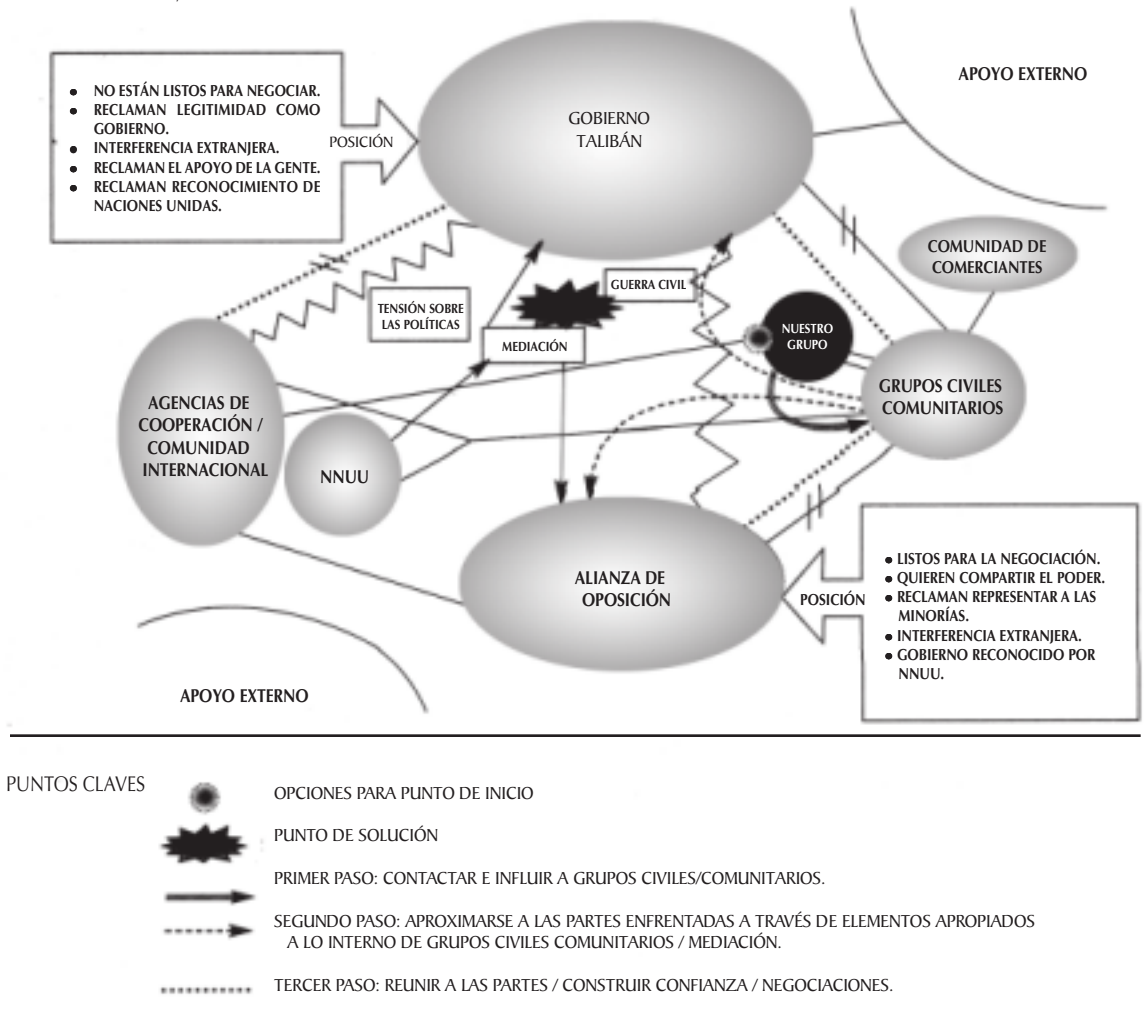 ● NO ESTÁN LISTOS PARA NEGOCIAR.
● RECLAMAN LEGITIMIDAD COMO
GOBIERNO.
● INTERFERENCIA EXTRANJERA.
● RECLAMAN EL APOYO DE LA GENTE.
● RECLAMAN RECONOCIMIENTO DE
NACIONES UNIDAS.
POSICIÓN
GOBIERNO
TALIBÁN
APOYO EXTERNO
COMUNIDAD DE
COMERCIANTES
GUERRA CIVIL
TENSIÓN SOBRE
LAS POLÍTICAS
MEDIACIÓN
NUESTRO
GRUPO
GRUPOS CIVILES
COMUNITARIOS
AGENCIAS DE
COOPERACIÓN /
COMUNIDAD
INTERNACIONAL
NNUU
ALIANZA DE
OPOSICIÓN
POSICIÓN
● LISTOS PARA LA NEGOCIACIÓN.
● QUIEREN COMPARTIR EL PODER.
● RECLAMAN REPRESENTAR A LAS
MINORÍAS.
● INTERFERENCIA EXTRANJERA.
● GOBIERNO RECONOCIDO POR
NNUU.
APOYO EXTERNO
PUNTOS CLAVES
OPCIONES PARA PUNTO DE INICIO
PUNTO DE SOLUCIÓN
PRIMER PASO: CONTACTAR E INFLUIR A GRUPOS CIVILES/COMUNITARIOS.
SEGUNDO PASO: APROXIMARSE A LAS PARTES ENFRENTADAS A TRAVÉS DE ELEMENTOS APROPIADOS
A LO INTERNO DE GRUPOS CIVILES COMUNITARIOS / MEDIACIÓN.
TERCER PASO: REUNIR A LAS PARTES / CONSTRUIR CONFIANZA / NEGOCIACIONES.